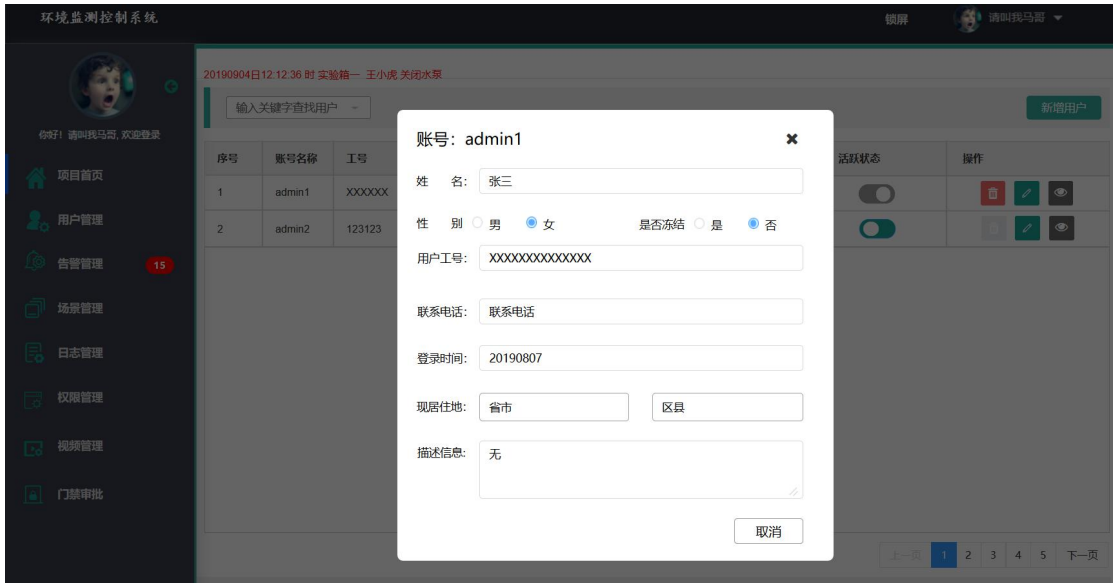 环境监测控制系统
锁屏
请叫我马哥
你好！请叫我马哥, 欢迎登录
项目首页
用户管理
告警管理 15
场景管理
日志管理
权限管理
视频管理
门禁审批
20190904日12:12:36 时 实验箱一 王小虎 关闭水泵
输入关键字查找用户
新增用户
序号 账号名称 工号 活跃状态 操作
1 admin1 XXXXXX
2 admin2 123123
账号：admin1
姓 名： 张三
性 别 男 女 是否冻结 是 否
用户工号： XXXXXXXXXXXXXX
联系电话： 联系电话
登录时间： 20190807
现居住地： 省市 区县
描述信息: 无
取消
上一页 1 2 3 4 5 下一页